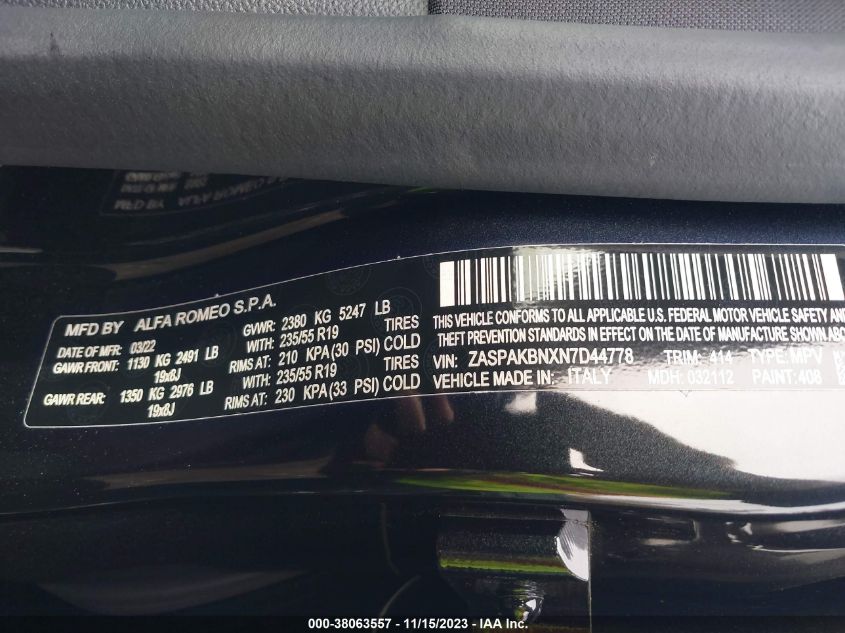 MFD BY ALFA ROMEO S.P.A.
DATE OF MFR: 03/22 GVWR: 2380 KG 5247 LB
GAWR FRONT: 1130 KG 2491 LB WITH: 235/55 R19 TIRES
19x8J RIMS AT: 210 KPA (30 PSI) COLD
GAWR REAR: 1350 KG 2976 LB WITH: 235/55 R19 TIRES
19x8J RIMS AT: 230 KPA (33 PSI) COLD
THIS VEHICLE CONFORMS TO ALL APPLICABLE U.S. FEDERAL MOTOR VEHICLE SAFETY
THEFT PREVENTION STANDARDS IN EFFECT ON THE DATE OF MANUFACTURE SHOWN ABOVE
VIN: ZASPAKBNXN7D44778 TRIM: 414 TYPE: MPV
VEHICLE MADE IN: ITALY MDH: 032112 PAINT: 408
000-38063557 - 11/15/2023 - IAA Inc.